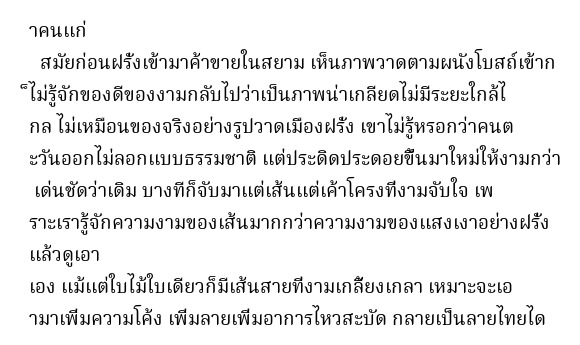 าคนแก่
สมัยก่อนฝรั่งเข้ามาค้าขายในสยาม เห็นภาพวาดตามผนังโบสถ์เข้าก
็ไม่รู้จักของดีของงามกลับไปว่าเป็นภาพน่าเกลียดไม่มีระยะใกล้ไ
กล ไม่เหมือนของจริงอย่างรูปวาดเมืองฝรั่ง เขาไม่รู้หรอกว่าคนต
ะวันออกไม่ลอกแบบธรรมชาติ แต่ประดิดประดอยขึ้นมาใหม่ให้งามกว่า
เด่นชัดว่าเดิม บางทีก็จับมาแต่เส้นแต่เค้าโครงที่งามจับใจ เพ
ราะเรารู้จักความงามของเส้นมากกว่าความงามของแสงเงาอย่างฝรั่ง
แล้วดูเอา
เอง แม้แต่ใบไม้ใบเดียวก็มีเส้นสายที่งามเกลี้ยงเกลา เหมาะจะเอ
ามาเพิ่มความโค้ง เพิ่มลายเพิ่มอาการไหวสะบัด กลายเป็นลายไทยได